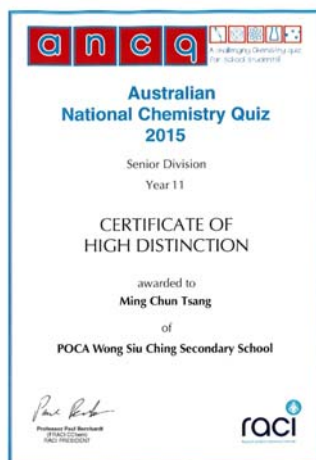 ancq
A challenging Chemistry quiz
for school students!
Australian
National Chemistry Quiz
2015
Senior Division
Year 11
CERTIFICATE OF
HIGH DISTINCTION
awarded to
Ming Chun Tsang
of
POCA Wong Siu Ching Secondary School
Professor Paul Bernhardt
(FRACI CChem)
RACI PRESIDENT
raci